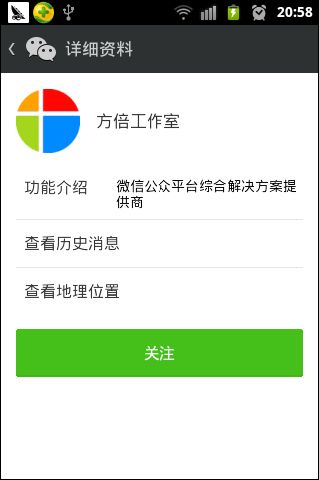 20:58
详细资料
方倍工作室
功能介绍
微信公众平台综合解决方案提
供商
查看历史消息
查看地理位置
关注